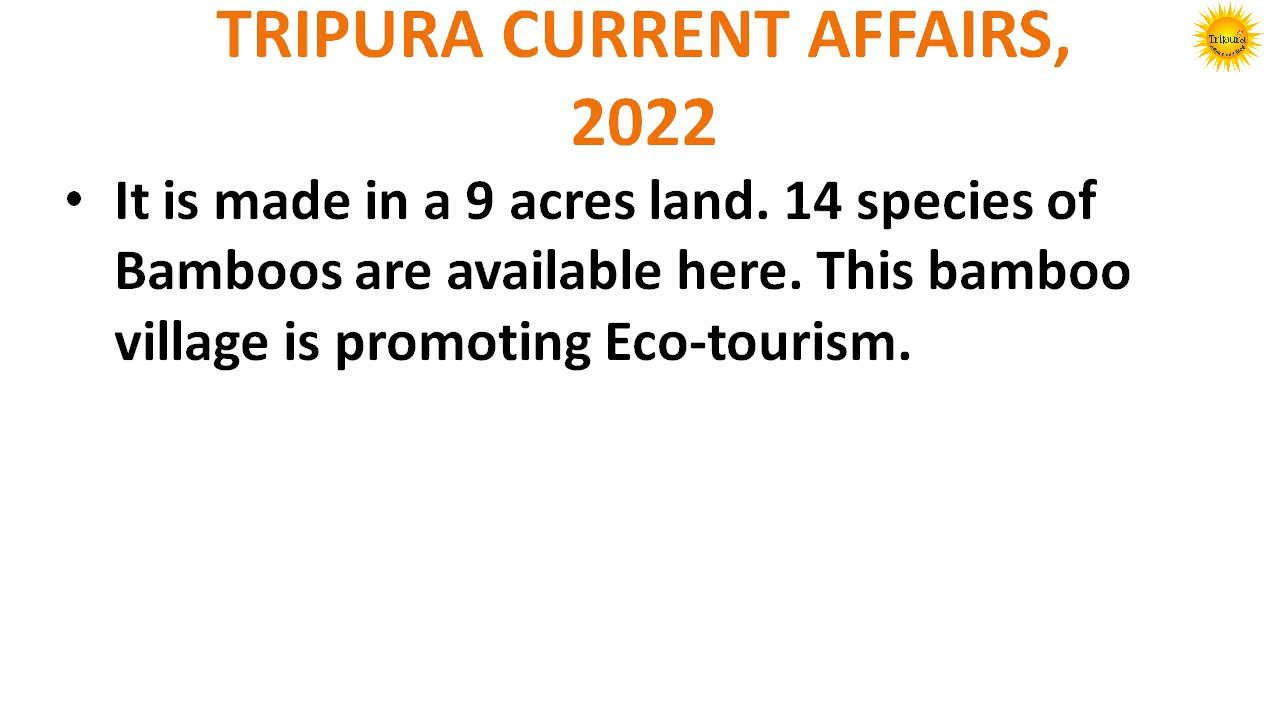 TRIPURA CURRENT AFFAIRS,
2022
Tripura
• It is made in a 9 acres land. 14 species of
Bamboos are available here. This bamboo
village is promoting Eco-tourism.